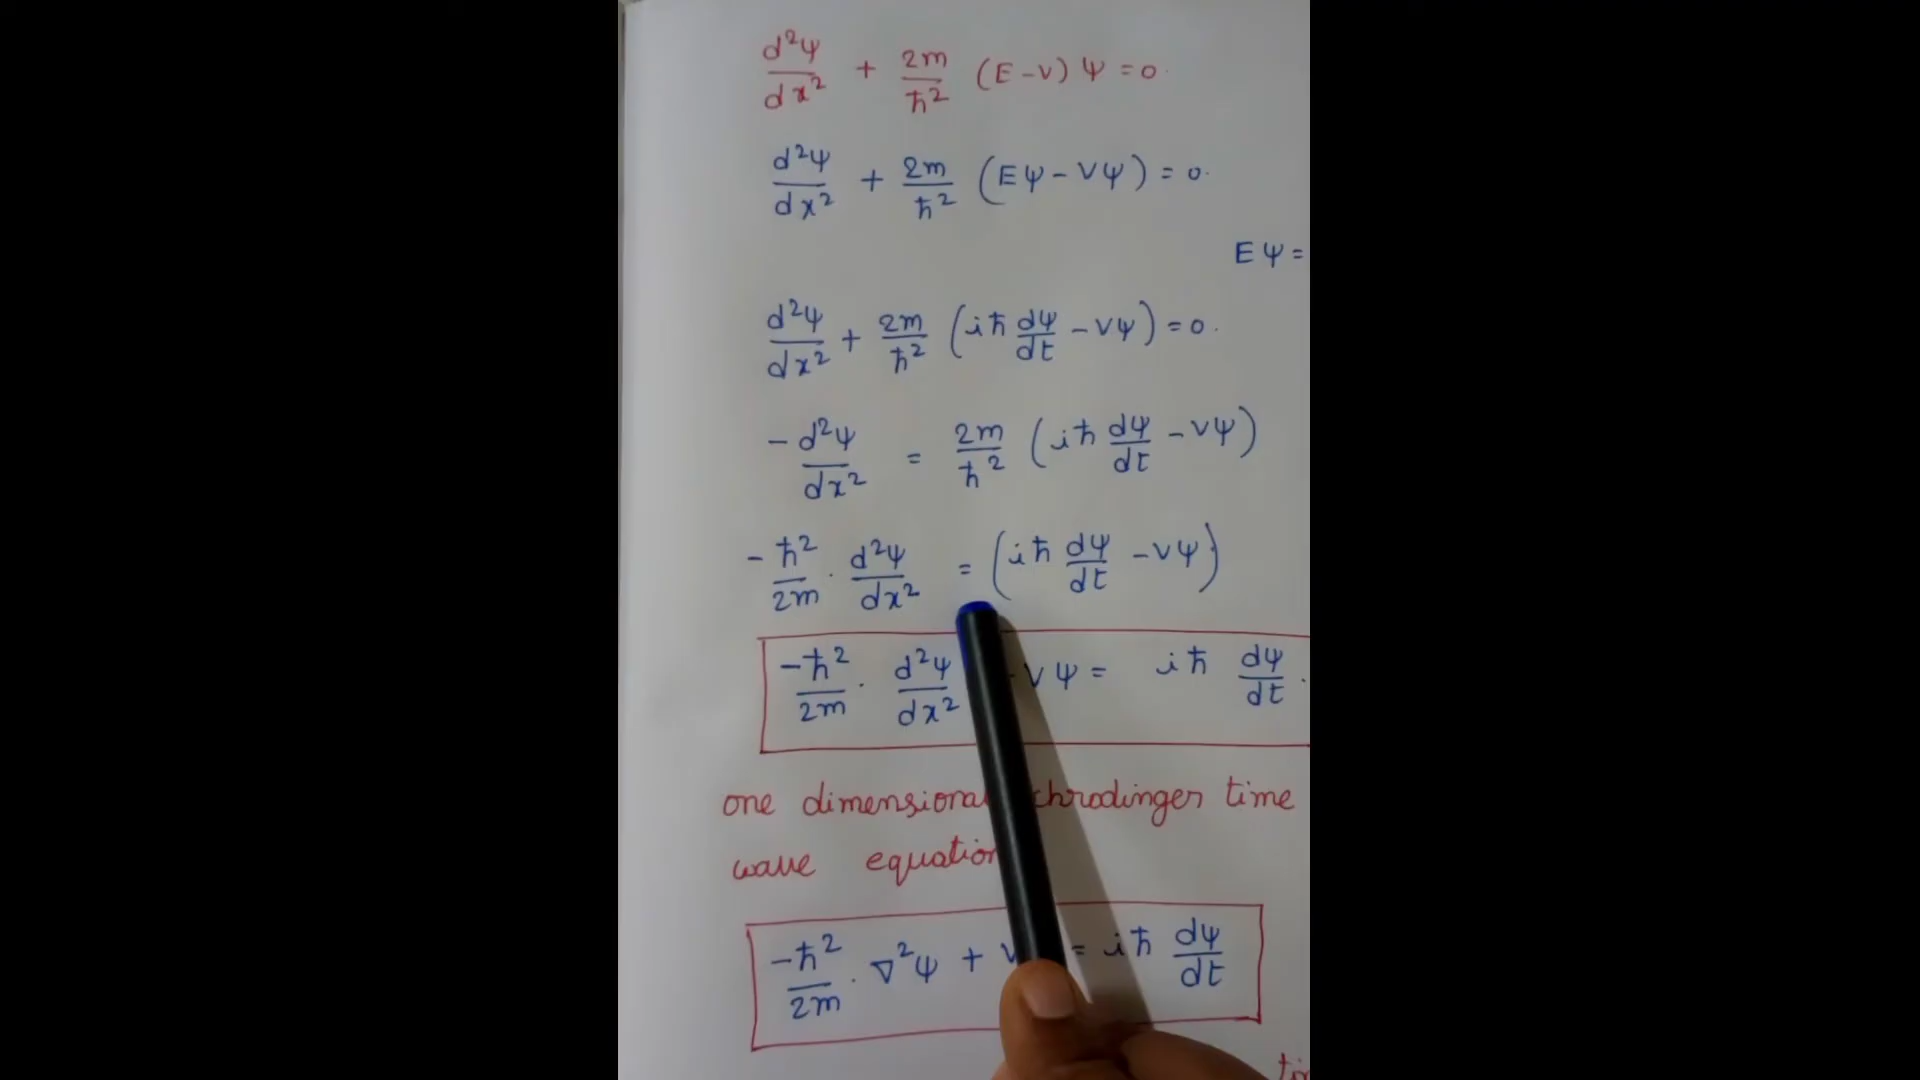 d²ψ/dx² + 2m/ħ² (E-V) ψ = 0.
d²ψ/dx² + 2m/ħ² (Eψ - Vψ) = 0.
Eψ =
d²ψ/dx² + 2m/ħ² (iħ dψ/dt - Vψ) = 0.
-d²ψ/dx² = 2m/ħ² (iħ dψ/dt - Vψ)
-ħ²/2m . d²ψ/dx² = (iħ dψ/dt - Vψ)
-ħ²/2m . d²ψ/dx² Vψ = iħ dψ/dt .
one dimensional chrodinger time
wave equation
-ħ²/2m . ∇²ψ + V = iħ dψ/dt